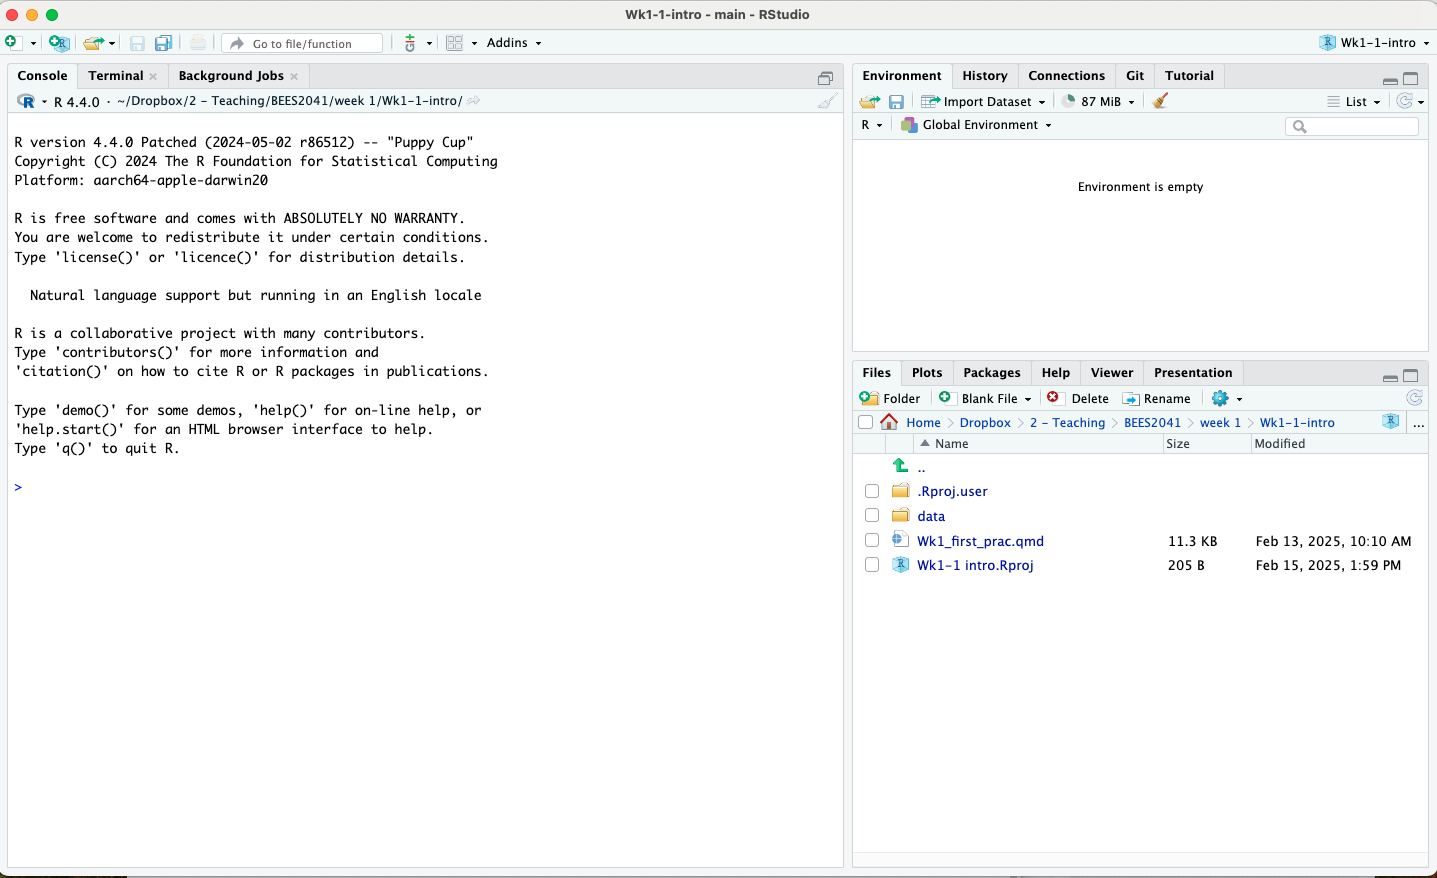 Wk1-1-intro - main - RStudio
Go to file/function
Addins
Wk1-1-intro
Console Terminal Background Jobs
R 4.4.0 · ~/Dropbox/2 - Teaching/BEES2041/week 1/Wk1-1-intro/
R version 4.4.0 Patched (2024-05-02 r86512) -- "Puppy Cup"
Copyright (C) 2024 The R Foundation for Statistical Computing
Platform: aarch64-apple-darwin20
R is free software and comes with ABSOLUTELY NO WARRANTY.
You are welcome to redistribute it under certain conditions.
Type 'license()' or 'licence()' for distribution details.
Natural language support but running in an English locale
R is a collaborative project with many contributors.
Type 'contributors()' for more information and
'citation()' on how to cite R or R packages in publications.
Type 'demo()' for some demos, 'help()' for on-line help, or
'help.start()' for an HTML browser interface to help.
Type 'q()' to quit R.
>
Environment History Connections Git Tutorial
Import Dataset 87 MiB List
R Global Environment
Environment is empty
Files Plots Packages Help Viewer Presentation
Folder Blank File Delete Rename
Home Dropbox 2 - Teaching BEES2041 week 1 Wk1-1-intro ...
Name Size Modified
..
.Rproj.user
data
Wk1_first_prac.qmd 11.3 KB Feb 13, 2025, 10:10 AM
Wk1-1 intro.Rproj 205 B Feb 15, 2025, 1:59 PM